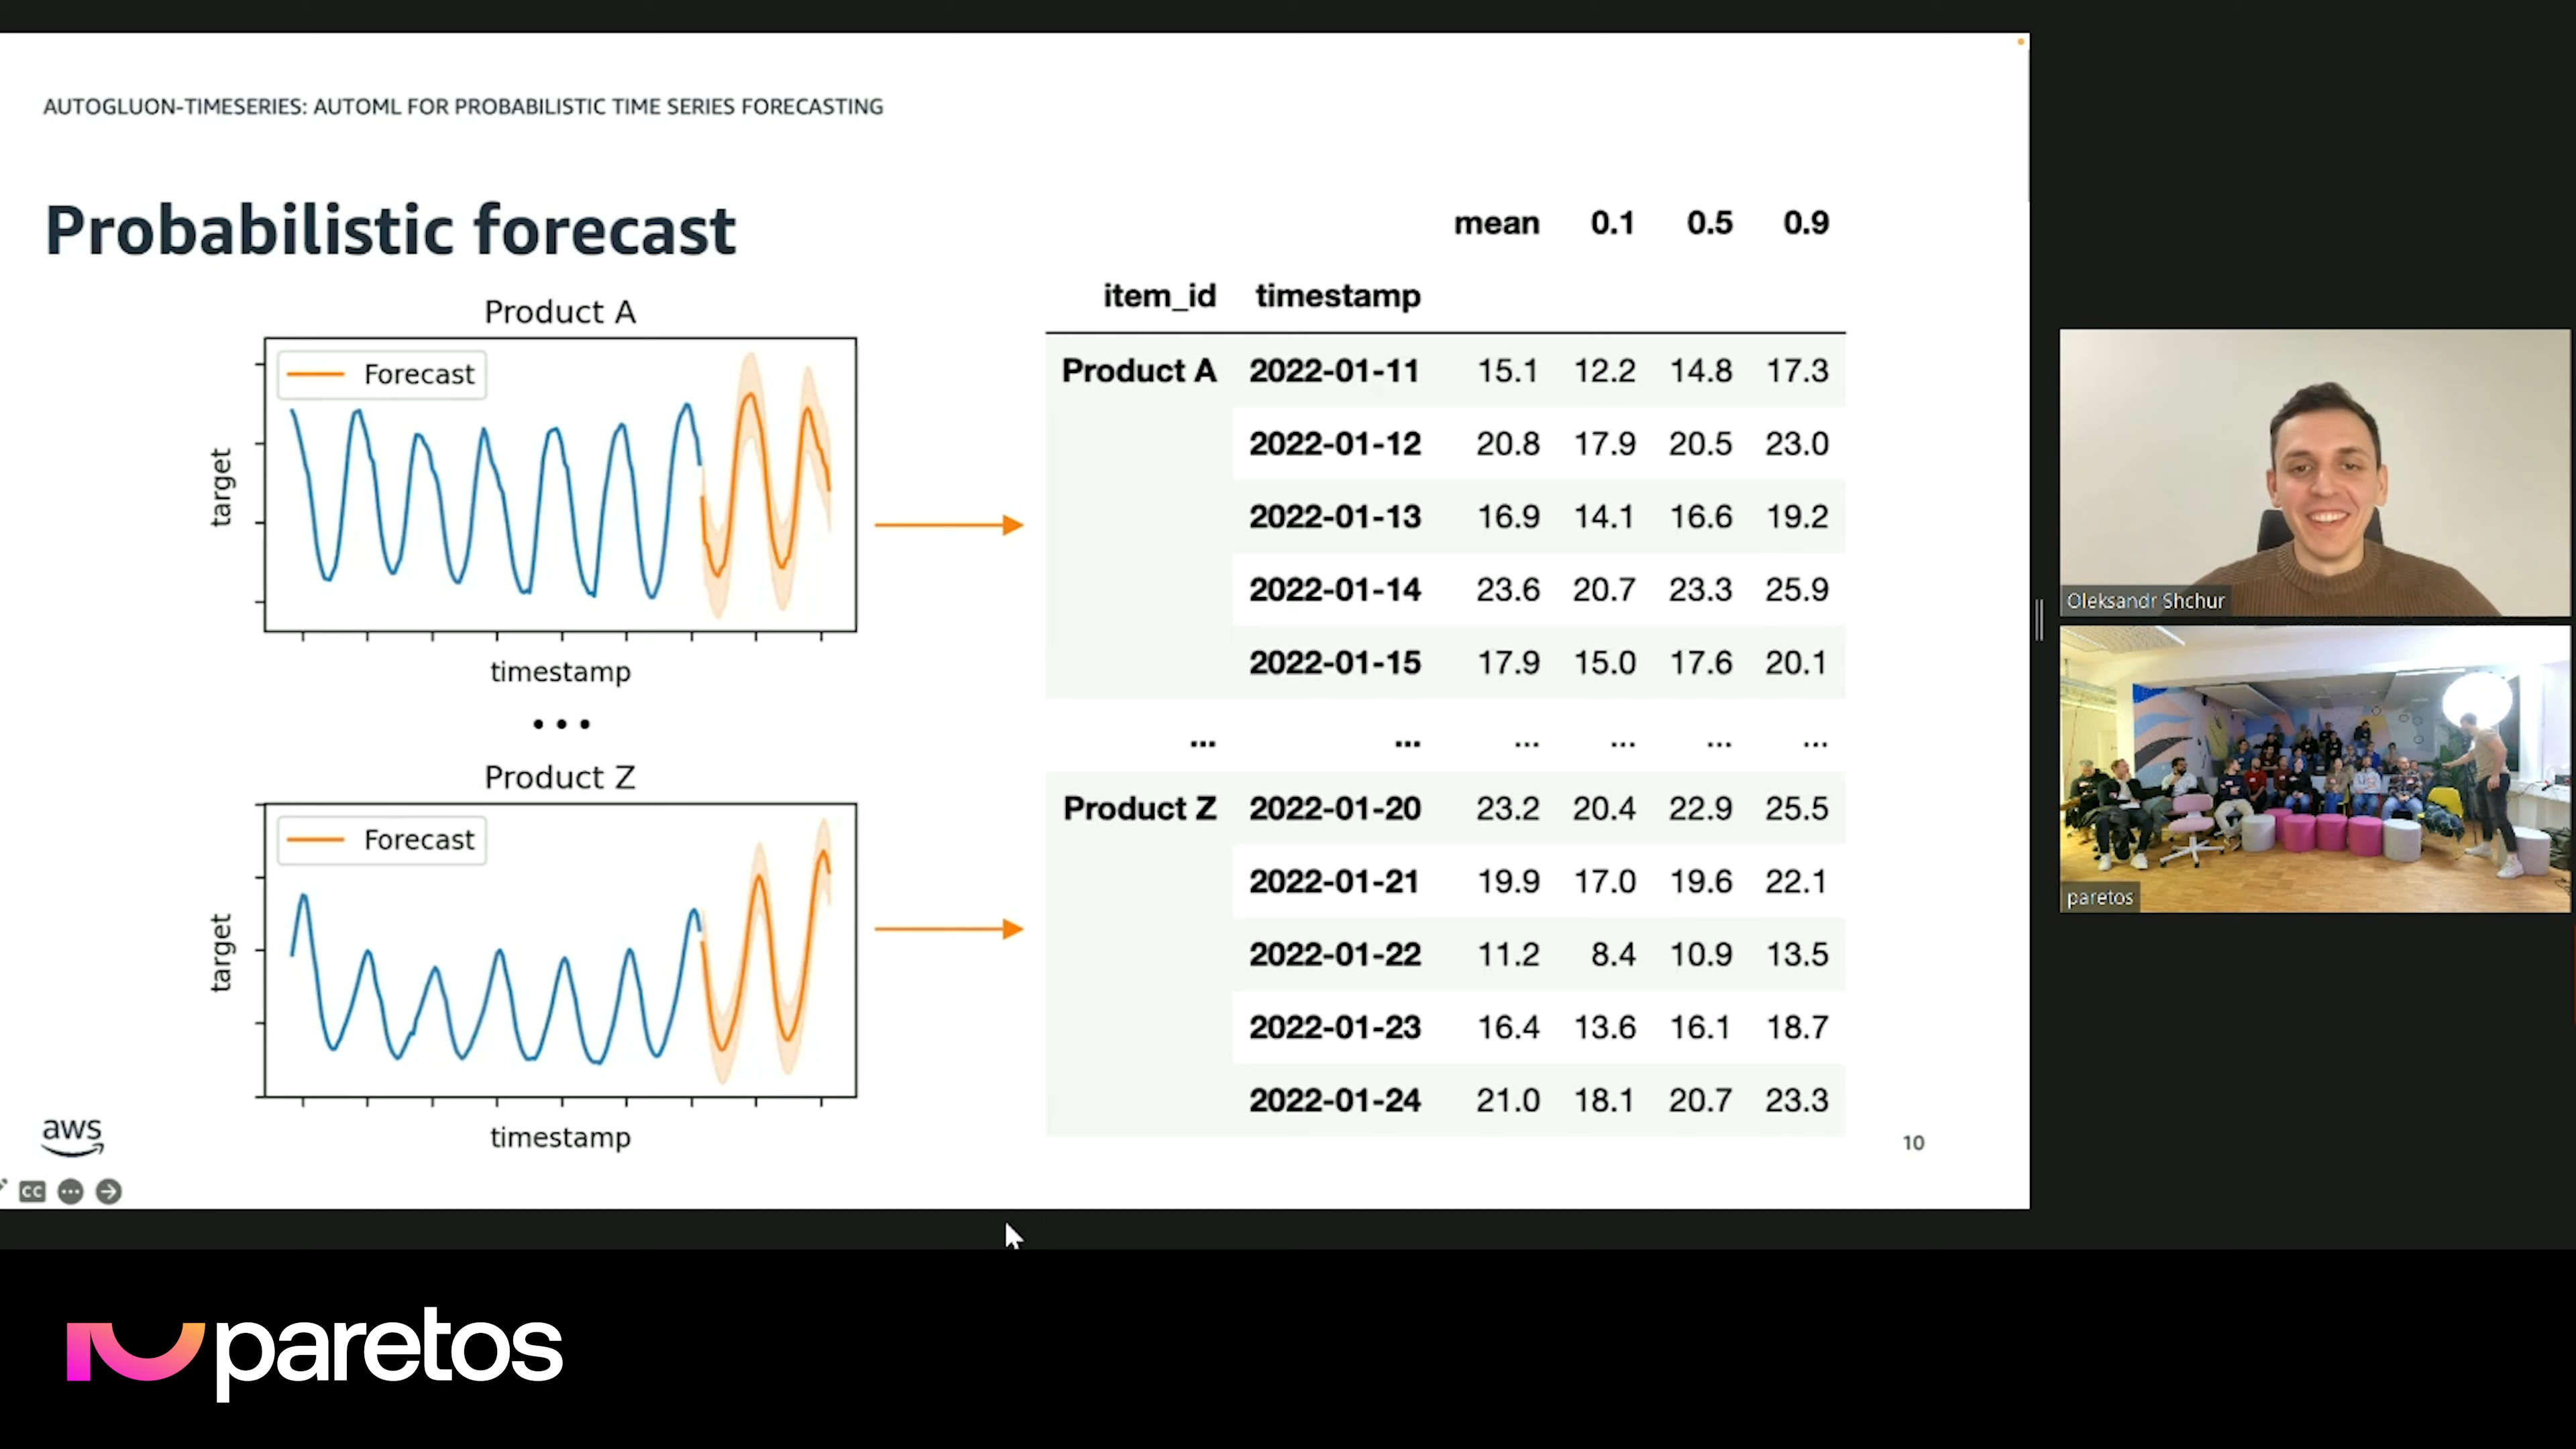 AUTOGLUON-TIMESERIES: AUTOML FOR PROBABILISTIC TIME SERIES FORECASTING
Probabilistic forecast
Product A
Forecast
target
timestamp
...
Product Z
Forecast
target
timestamp
mean 0.1 0.5 0.9
item_id timestamp
Product A 2022-01-11 15.1 12.2 14.8 17.3
2022-01-12 20.8 17.9 20.5 23.0
2022-01-13 16.9 14.1 16.6 19.2
2022-01-14 23.6 20.7 23.3 25.9
2022-01-15 17.9 15.0 17.6 20.1
... ... ... ... ... ...
Product Z 2022-01-20 23.2 20.4 22.9 25.5
2022-01-21 19.9 17.0 19.6 22.1
2022-01-22 11.2 8.4 10.9 13.5
2022-01-23 16.4 13.6 16.1 18.7
2022-01-24 21.0 18.1 20.7 23.3
aws
10
CC
Oleksandr Shchur
paretos
paretos